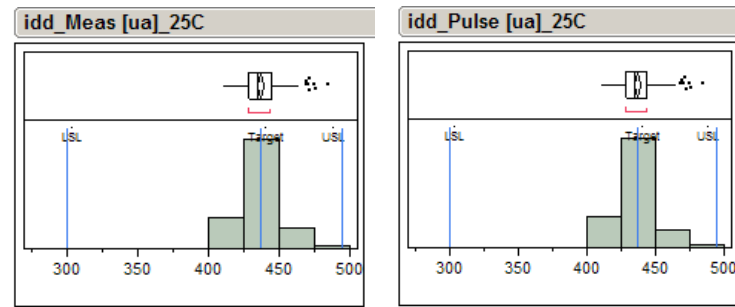 idd_Meas [ua]_25C
LSL Target USL
300 350 400 450 500
idd_Pulse [ua]_25C
LSL Target USL
300 350 400 450 500